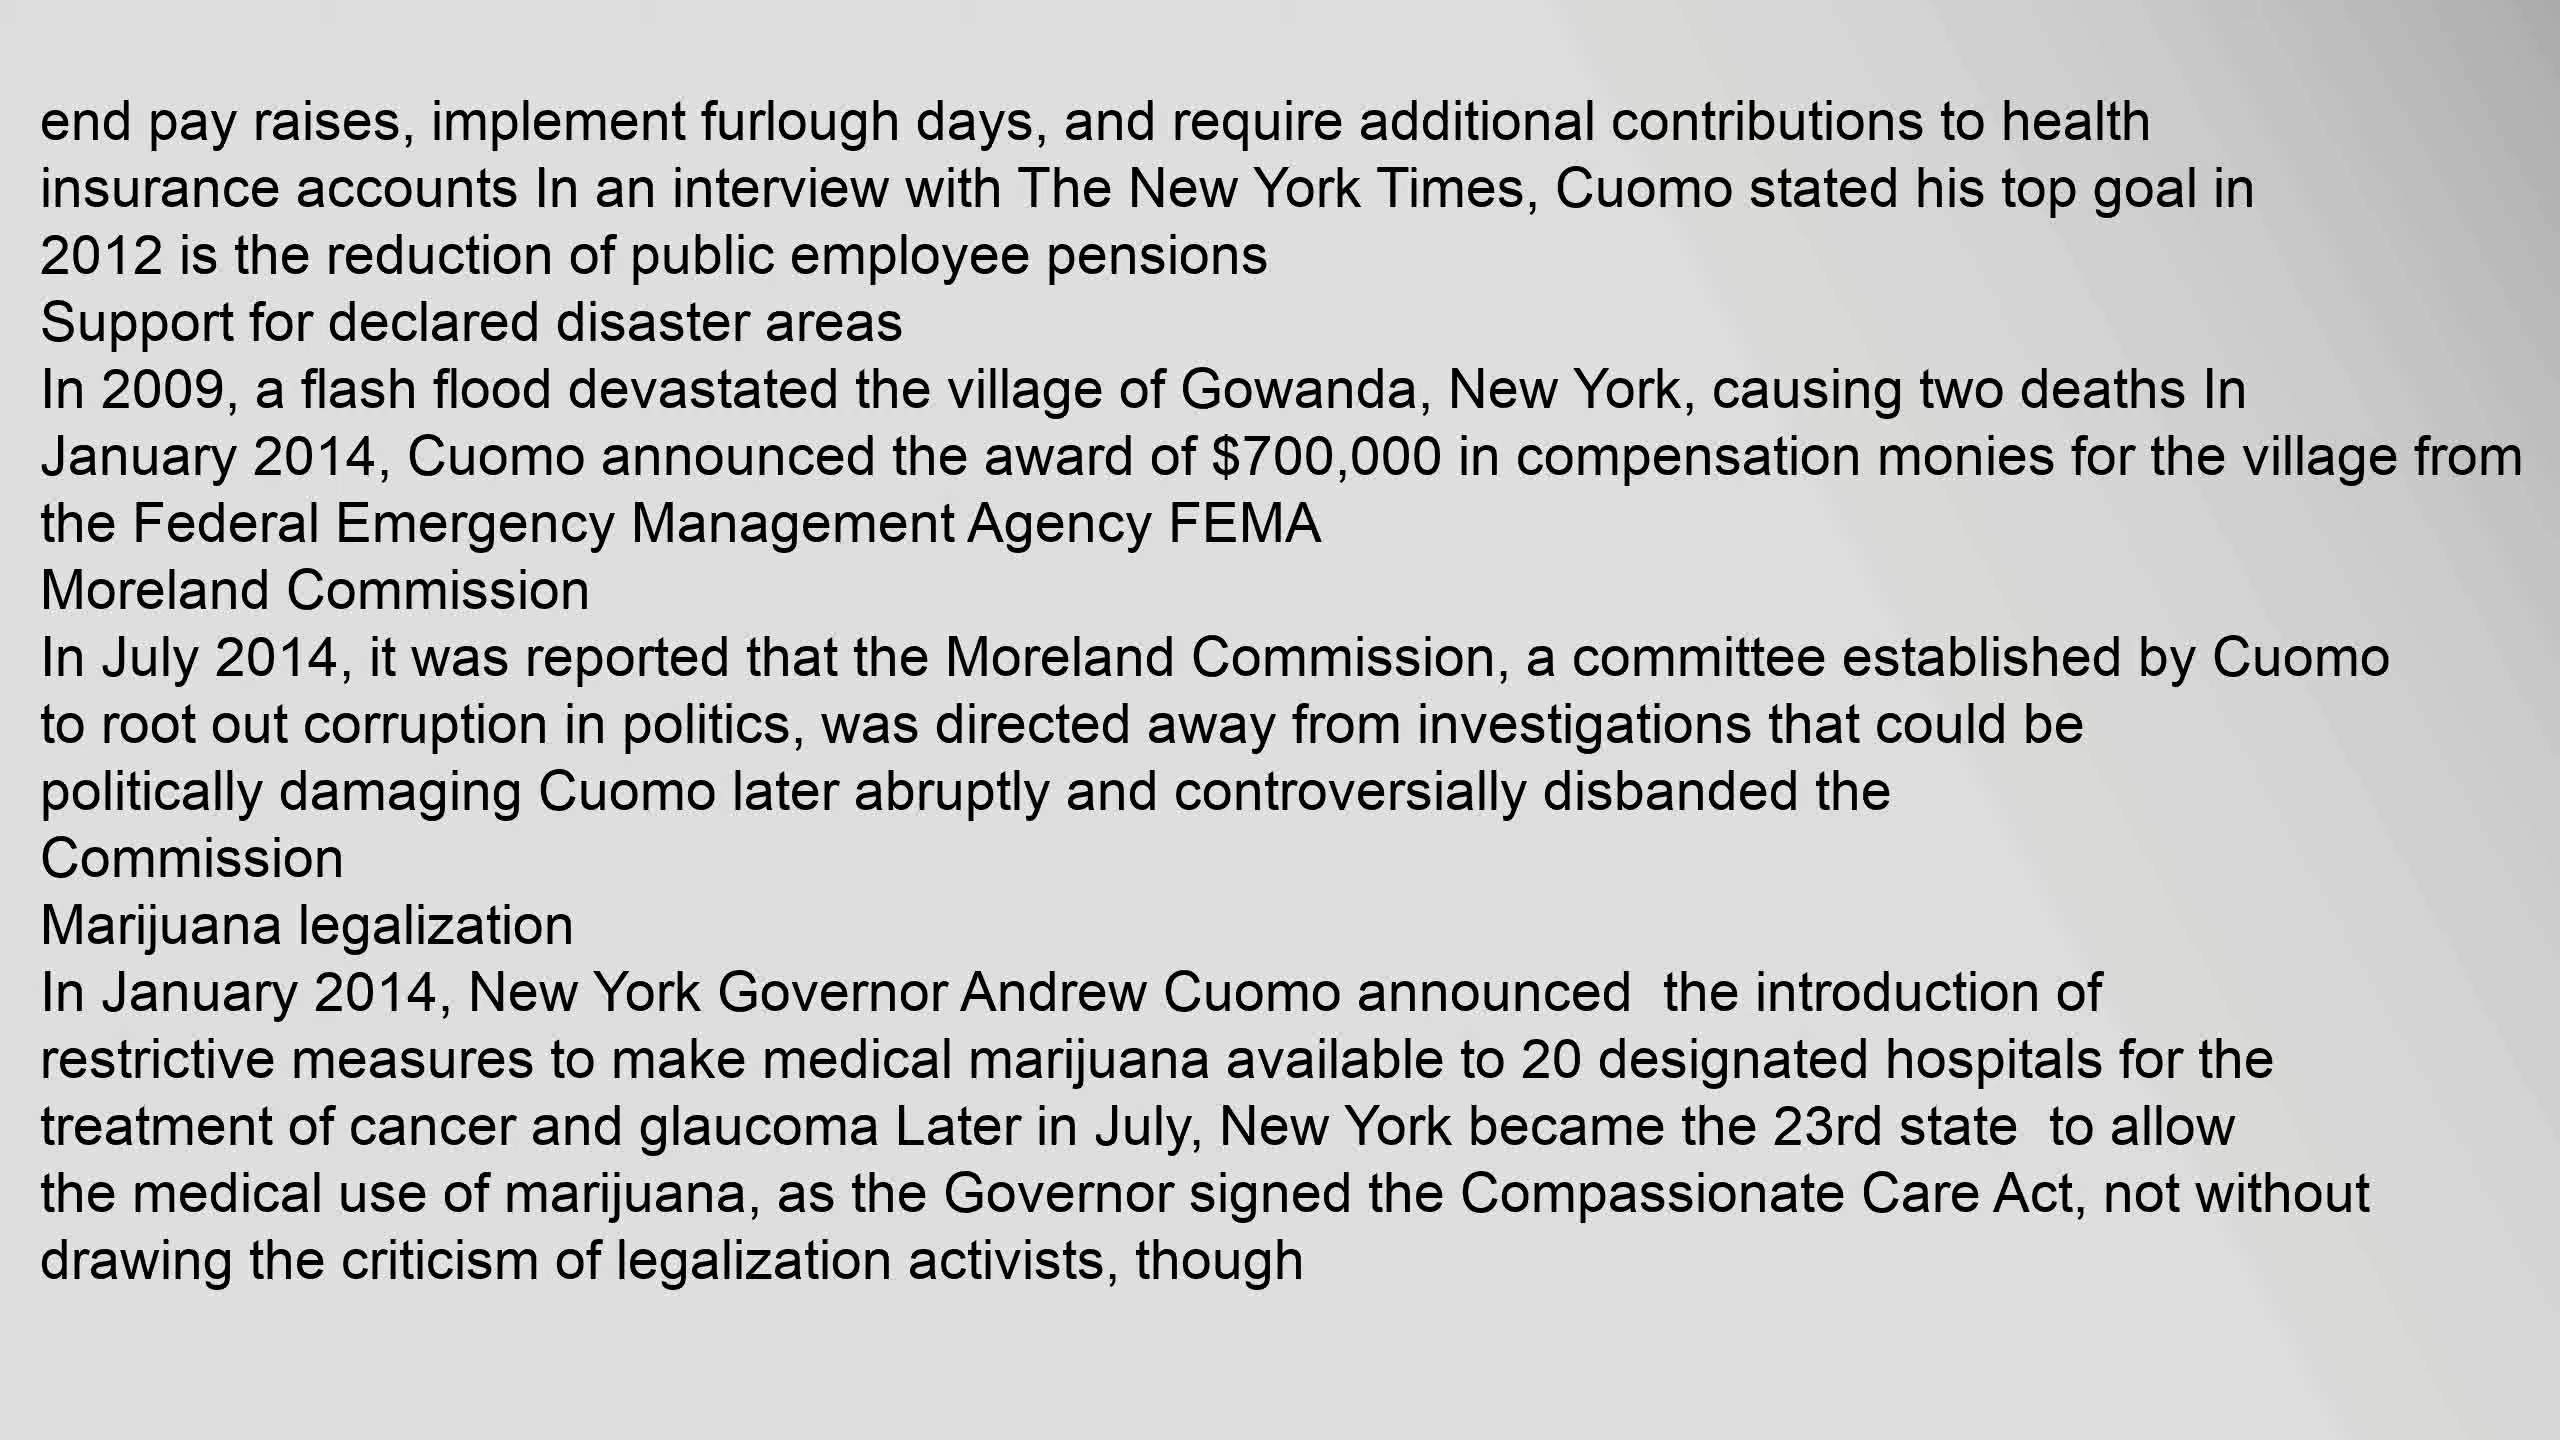 end pay raises, implement furlough days, and require additional contributions to health
insurance accounts In an interview with The New York Times, Cuomo stated his top goal in
2012 is the reduction of public employee pensions
Support for declared disaster areas
In 2009, a flash flood devastated the village of Gowanda, New York, causing two deaths In
January 2014, Cuomo announced the award of $700,000 in compensation monies for the village from
the Federal Emergency Management Agency FEMA
Moreland Commission
In July 2014, it was reported that the Moreland Commission, a committee established by Cuomo
to root out corruption in politics, was directed away from investigations that could be
politically damaging Cuomo later abruptly and controversially disbanded the
Commission
Marijuana legalization
In January 2014, New York Governor Andrew Cuomo announced  the introduction of
restrictive measures to make medical marijuana available to 20 designated hospitals for the
treatment of cancer and glaucoma Later in July, New York became the 23rd state  to allow
the medical use of marijuana, as the Governor signed the Compassionate Care Act, not without
drawing the criticism of legalization activists, though